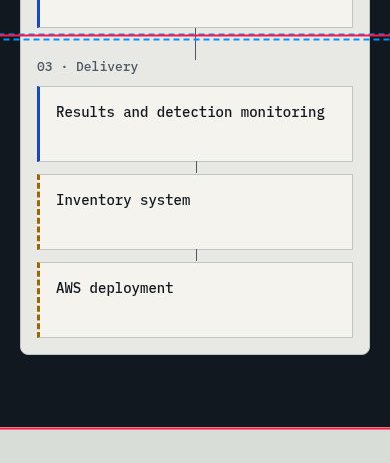 03 · Delivery
Results and detection monitoring
Inventory system
AWS deployment